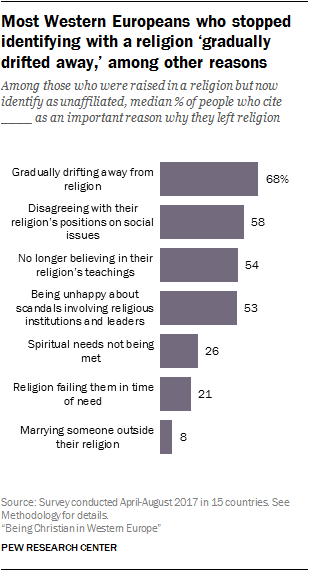 Most Western Europeans who stopped
identifying with a religion ‘gradually
drifted away,’ among other reasons
Among those who were raised in a religion but now
identify as unaffiliated, median % of people who cite
____ as an important reason why they left religion
Gradually drifting away from
religion
68%
Disagreeing with their
religion's positions on social
issues
58
No longer believing in their
religion's teachings
54
Being unhappy about
scandals involving religious
institutions and leaders
53
Spiritual needs not being
met
26
Religion failing them in time
of need
21
Marrying someone outside
their religion
8
Source: Survey conducted April-August 2017 in 15 countries. See
Methodology for details.
“Being Christian in Western Europe”
PEW RESEARCH CENTER